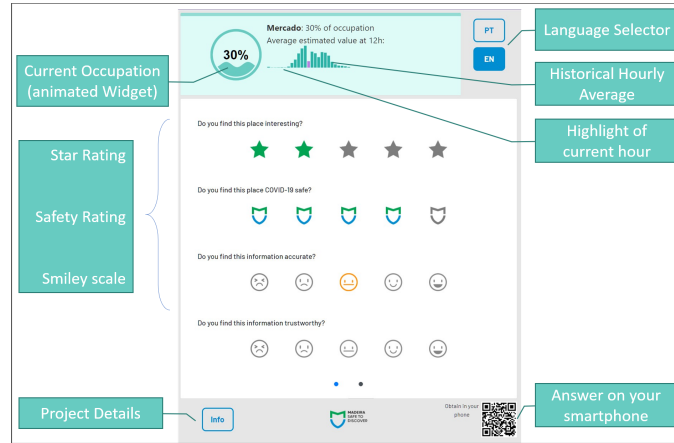 Mercado: 30% of occupation
Average estimated value at 12h:
30%
PT
EN
Language Selector
Current Occupation
(animated Widget)
Historical Hourly
Average
Highlight of
current hour
Do you find this place interesting?
Star Rating
Do you find this place COVID-19 safe?
Safety Rating
Do you find this information accurate?
Smiley scale
Do you find this information trustworthy?
Project Details
Info
MADEIRA
SAFE TO
DISCOVER
Obtain in your
phone
Answer on your
smartphone